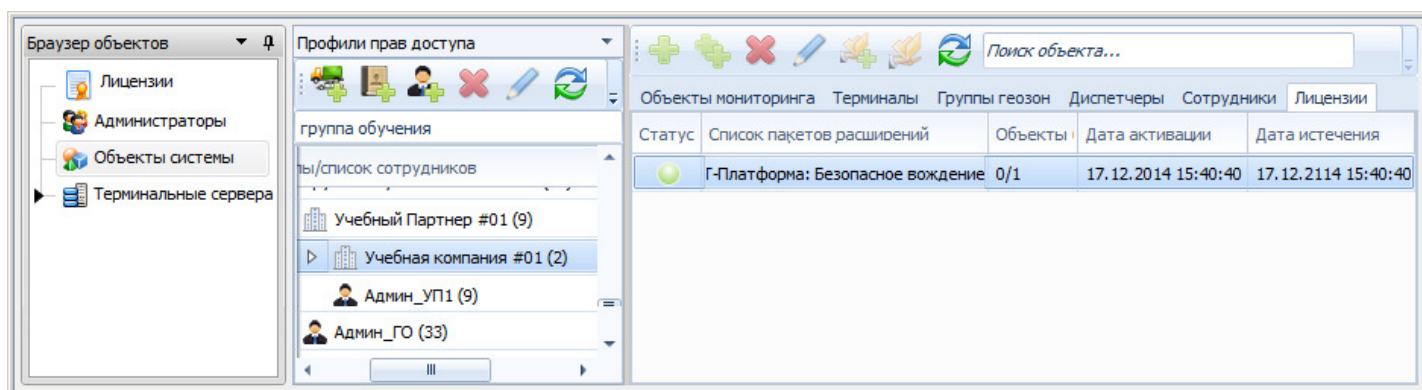 Браузер объектов
Лицензии
Администраторы
Объекты системы
Терминальные сервера
Профили прав доступа
группа обучения
пы/список сотрудников
Учебный Партнер #01 (9)
Учебная компания #01 (2)
Админ_УП1 (9)
Админ_ГО (33)
Поиск объекта...
Объекты мониторинга Терминалы Группы геозон Диспетчеры Сотрудники Лицензии
Статус Список пакетов расширений Объекты Дата активации Дата истечения
Т-Платформа: Безопасное вождение 0/1 17.12.2014 15:40:40 17.12.2114 15:40:40